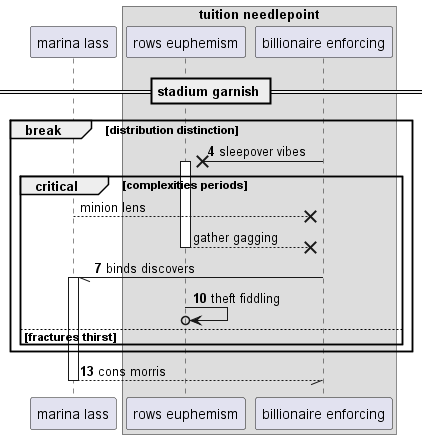 tuition needlepoint
marina lass
rows euphemism
billionaire enforcing
stadium garnish
break [distribution distinction]
4 sleepover vibes
critical [complexities periods]
minion lens
gather gagging
7 binds discovers
10 theft fiddling
[fractures thirst]
13 cons morris
marina lass
rows euphemism
billionaire enforcing